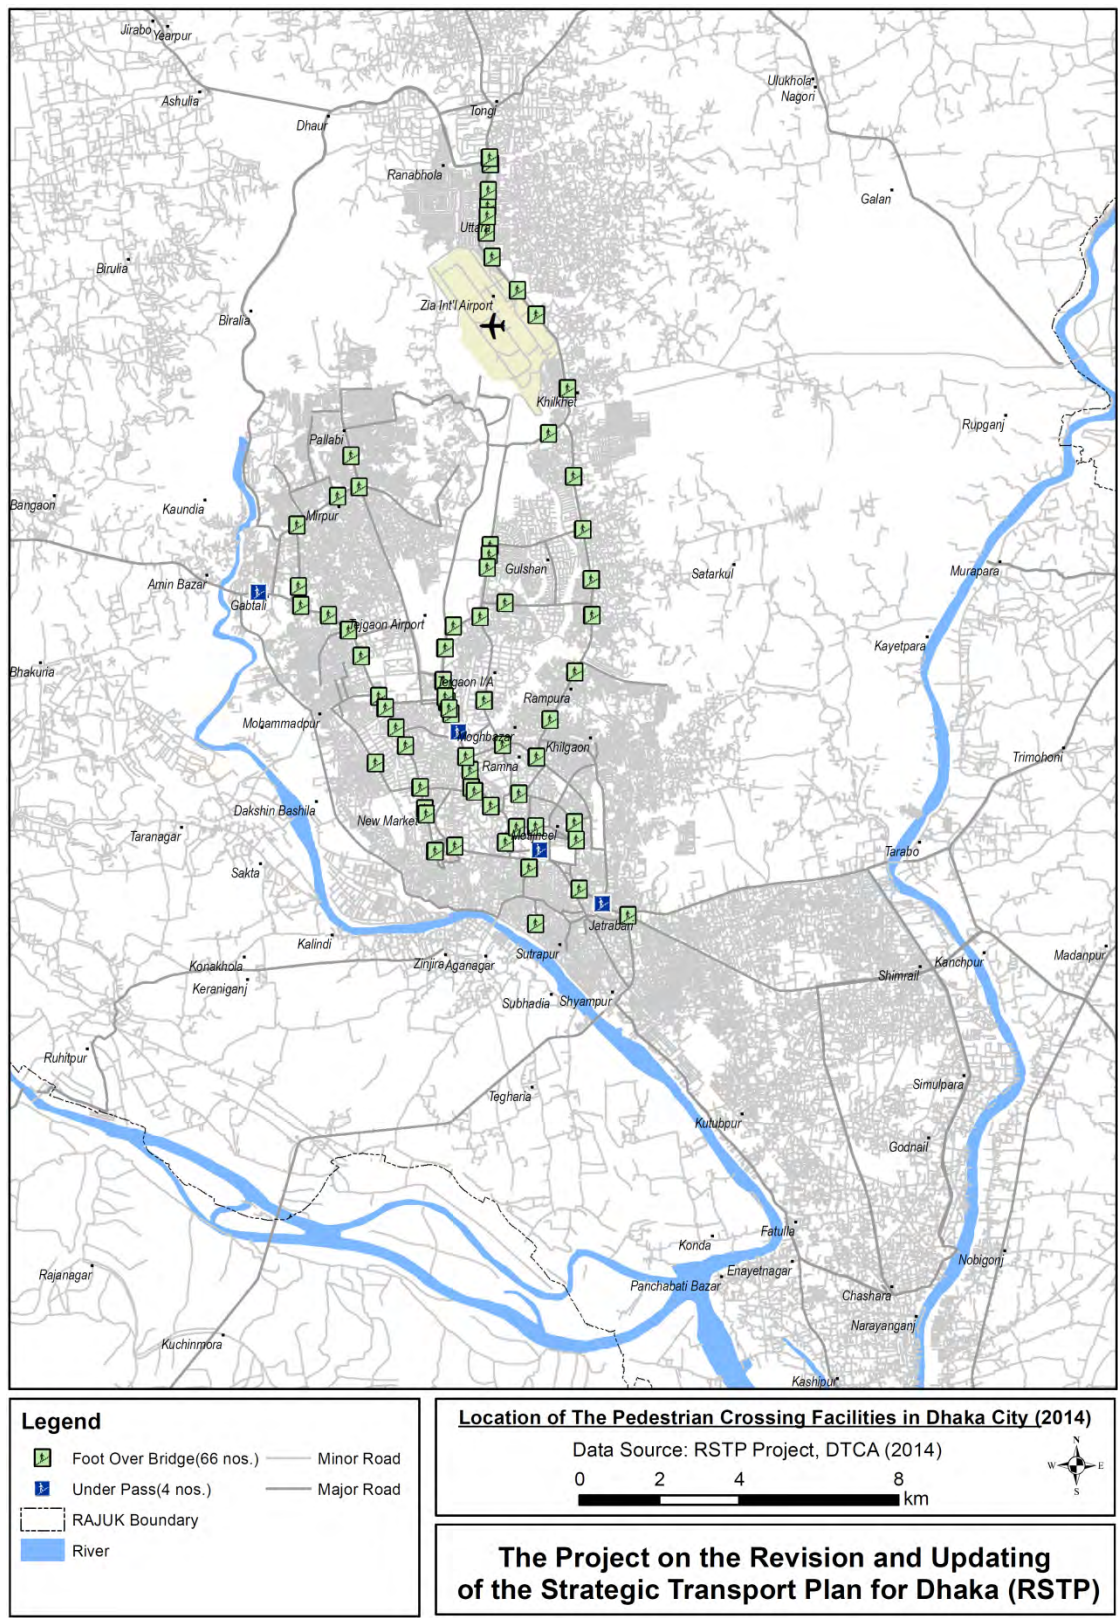 Jirabo
Yearpur
Ashulia
Dhaur
Tongi
Ulukhola
Nagori
Ranabhola
Galan
Uttara
Birulia
Zia Int'l Airport
Biralia
Khilkhet
Rupganj
Pallabi
Bangaon
Kaundia
Mirpur
Amin Bazar
Gabtali
Gulshan
Satarkul
Murapara
Tejgaon Airport
Kayetpara
Bhakuria
Tejgaon I/A
Rampura
Mohammadpur
Moghbazar
Khilgaon
Ramna
Trimohoni
Dakshin Bashila
New Market
Taranagar
Motijheel
Tarabo
Sakta
Jatrabari
Kalindi
Sutrapur
Konakhola
Zinjira
Aganagar
Keraniganj
Shimrail
Kanchpur
Madanpur
Subhadia
Shyampur
Ruhitpur
Tegharia
Simulpara
Kutubpur
Godnail
Fatulla
Konda
Nobigonj
Rajanagar
Enayetnagar
Panchabati Bazar
Chashara
Narayanganj
Kuchinmora
Kashipur
Legend
Foot Over Bridge(66 nos.)
Minor Road
Under Pass(4 nos.)
Major Road
RAJUK Boundary
River
Location of The Pedestrian Crossing Facilities in Dhaka City (2014)
Data Source: RSTP Project, DTCA (2014)
0 2 4 8
km
N
W E
S
The Project on the Revision and Updating
of the Strategic Transport Plan for Dhaka (RSTP)